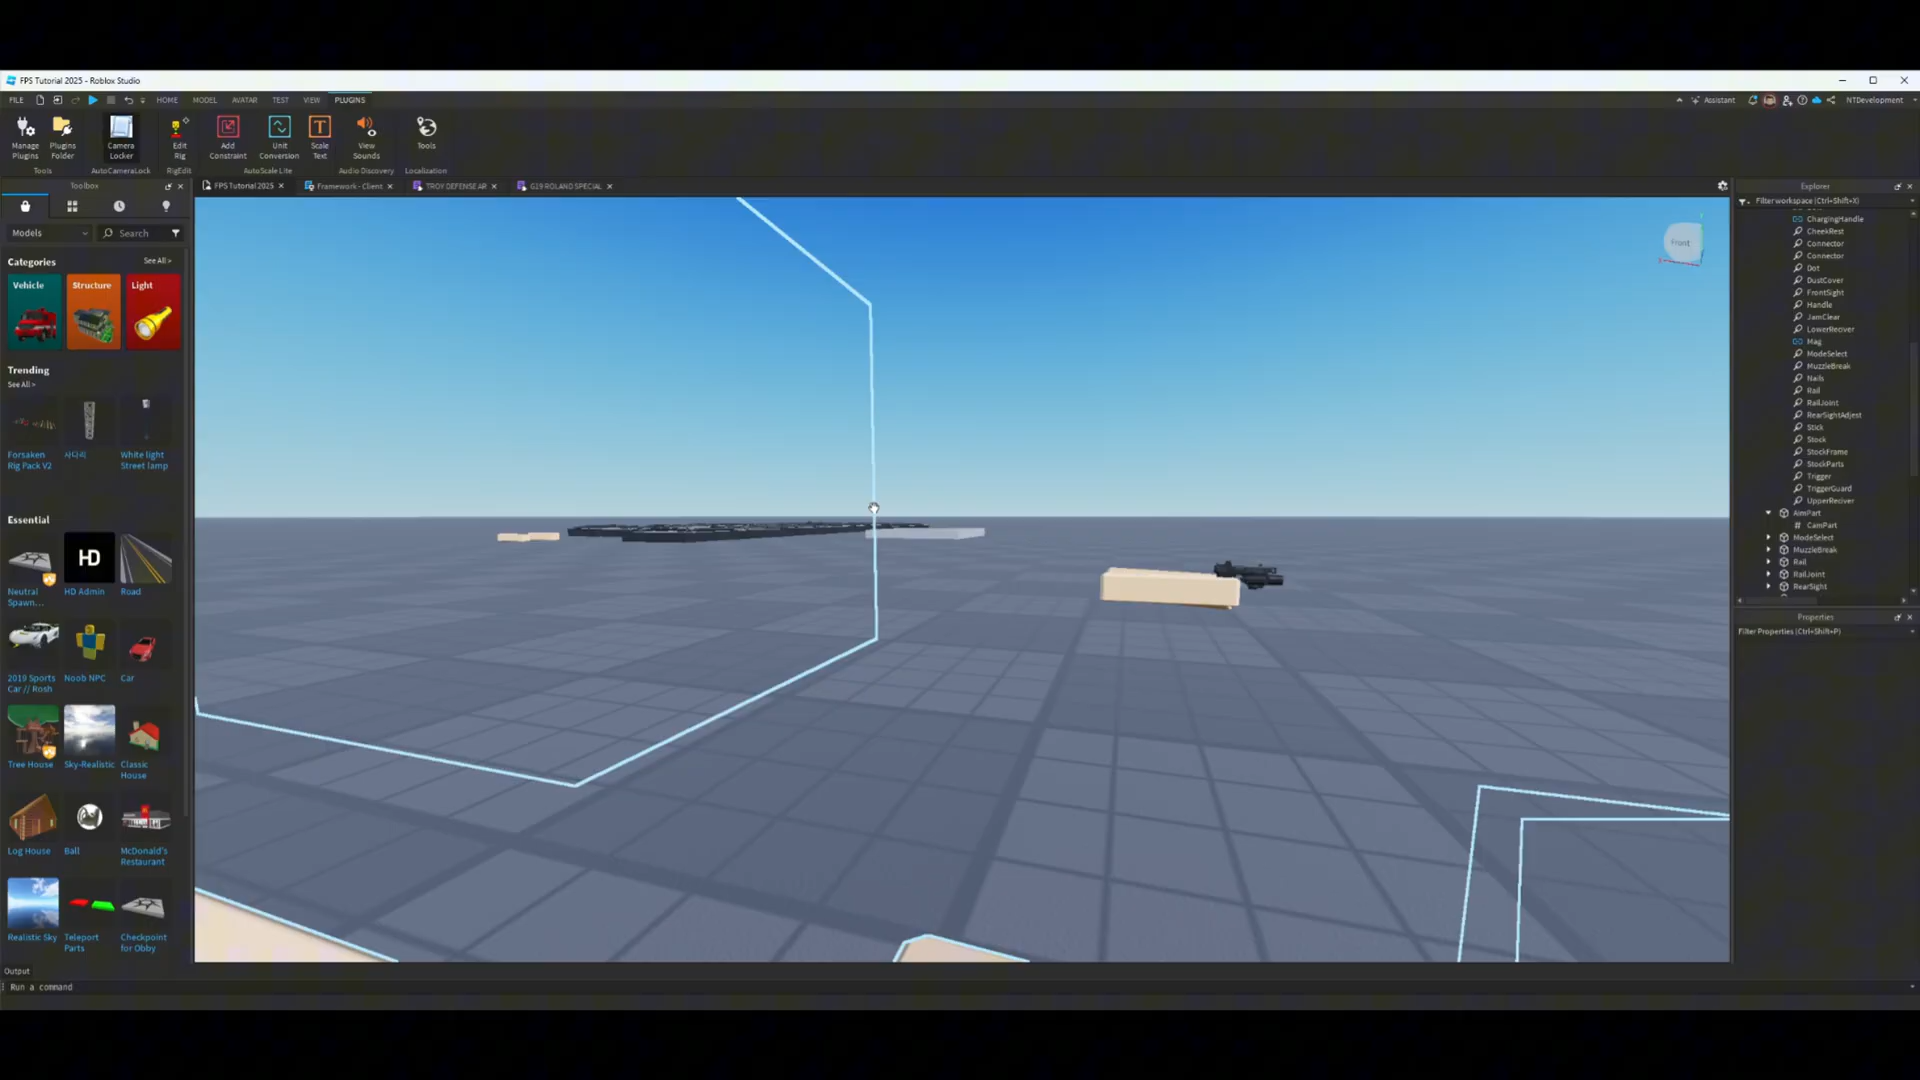 FPS Tutorial 2025 - Roblox Studio
FILE HOME MODEL AVATAR TEST VIEW PLUGINS
Assistant NTDevelopment
Manage Plugins
Plugins Folder
Camera Locker
Edit Rig
Add Constraint
Unit Conversion
Scale Text
View Sounds
Tools
Tools AutoCameraLock RigEdit AutoScale Lite Audio Discovery Localization
Toolbox
FPS Tutorial 2025
Framework - Client
TROY DEFENSE AR
G19 ROLAND SPECIAL
Models
Search
Categories
See All >
Vehicle
Structure
Light
Trending
See All >
Forsaken Rig Pack V2
사다리
White light Street lamp
Essential
HD
Neutral Spawn...
HD Admin
Road
2019 Sports Car // Rosh
Noob NPC
Car
Tree House
Sky-Realistic
Classic House
Log House
Ball
McDonald's Restaurant
Realistic Sky
Teleport Parts
Checkpoint for Obby
Front
Explorer
Filter workspace (Ctrl+Shift+X)
ChargingHandle
CheekRest
Connector
Connector
Dot
DustCover
FrontSight
Handle
JamClear
LowerReciver
Mag
ModeSelect
MuzzleBreak
Nails
Rail
RailJoint
RearSightAdjest
Stick
Stock
StockFrame
StockParts
Trigger
TriggerGuard
UpperReciver
AimPart
CamPart
ModeSelect
MuzzleBreak
Rail
RailJoint
RearSight
Properties
Filter Properties (Ctrl+Shift+P)
Output
Run a command